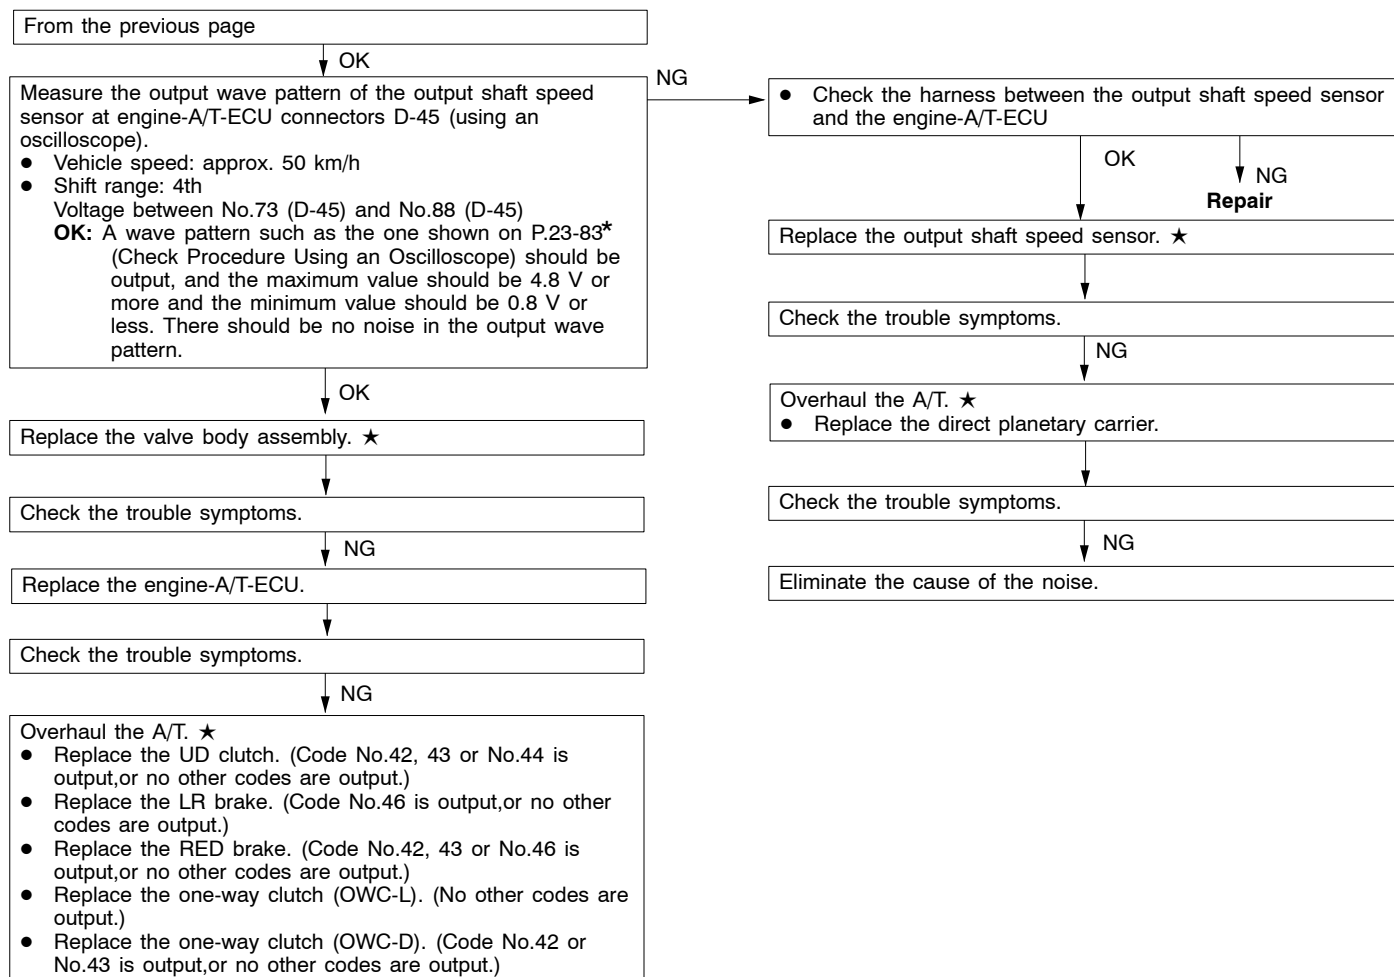 From the previous page
OK
Measure the output wave pattern of the output shaft speed
sensor at engine-A/T-ECU connectors D-45 (using an
oscilloscope).
● Vehicle speed: approx. 50 km/h
● Shift range: 4th
Voltage between No.73 (D-45) and No.88 (D-45)
OK: A wave pattern such as the one shown on P.23-83*
(Check Procedure Using an Oscilloscope) should be
output, and the maximum value should be 4.8 V or
more and the minimum value should be 0.8 V or
less. There should be no noise in the output wave
pattern.
OK
Replace the valve body assembly. ★
Check the trouble symptoms.
NG
Replace the engine-A/T-ECU.
Check the trouble symptoms.
NG
Overhaul the A/T. ★
● Replace the UD clutch. (Code No.42, 43 or No.44 is
output,or no other codes are output.)
● Replace the LR brake. (Code No.46 is output,or no other
codes are output.)
● Replace the RED brake. (Code No.42, 43 or No.46 is
output,or no other codes are output.)
● Replace the one-way clutch (OWC-L). (No other codes are
output.)
● Replace the one-way clutch (OWC-D). (Code No.42 or
No.43 is output,or no other codes are output.)
NG
● Check the harness between the output shaft speed sensor
and the engine-A/T-ECU
OK
NG
Repair
Replace the output shaft speed sensor. ★
Check the trouble symptoms.
NG
Overhaul the A/T. ★
● Replace the direct planetary carrier.
Check the trouble symptoms.
NG
Eliminate the cause of the noise.